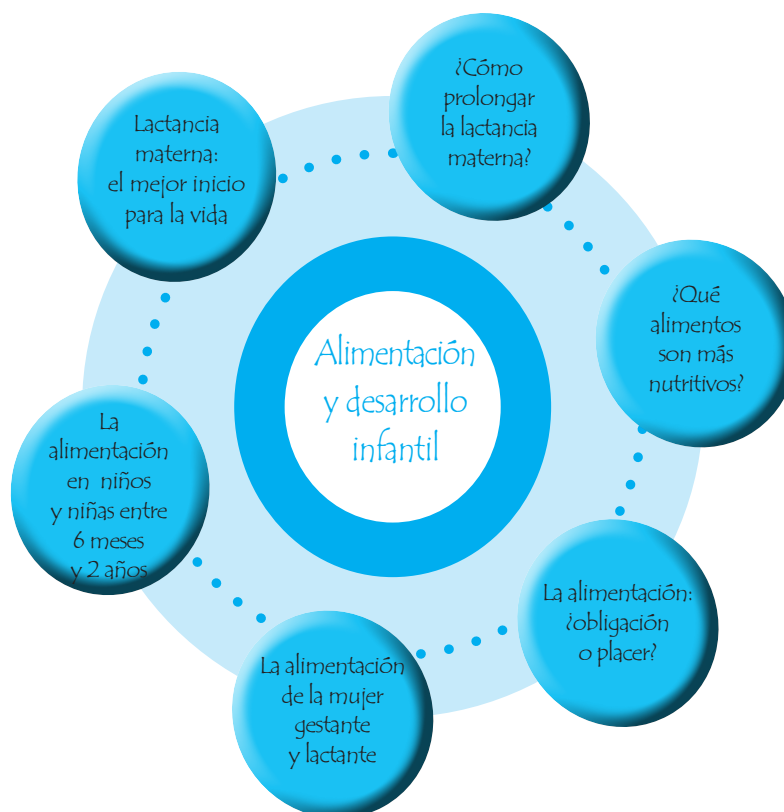 ¿Cómo
prolongar
la lactancia
materna?
Lactancia
materna:
el mejor inicio
para la vida
¿Qué
alimentos
son más
nutritivos?
Alimentación
y desarrollo
infantil
La
alimentación
en niños
y niñas entre
6 meses
y 2 años
La alimentación:
¿obligación
o placer?
La alimentación
de la mujer
gestante
y lactante